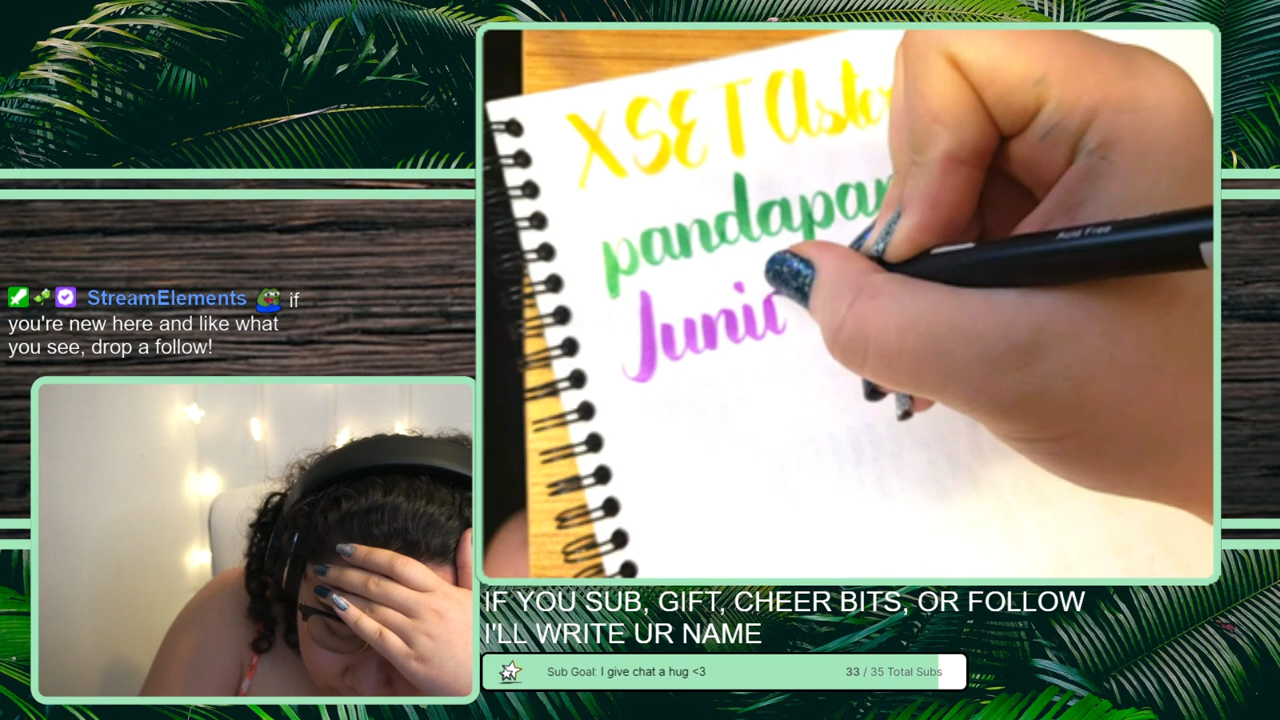 XSET Aste
pandapan
Junic
Acid Free
StreamElements if
you're new here and like what
you see, drop a follow!
IF YOU SUB, GIFT, CHEER BITS, OR FOLLOW
I'LL WRITE UR NAME
Sub Goal: I give chat a hug <3 33 / 35 Total Subs